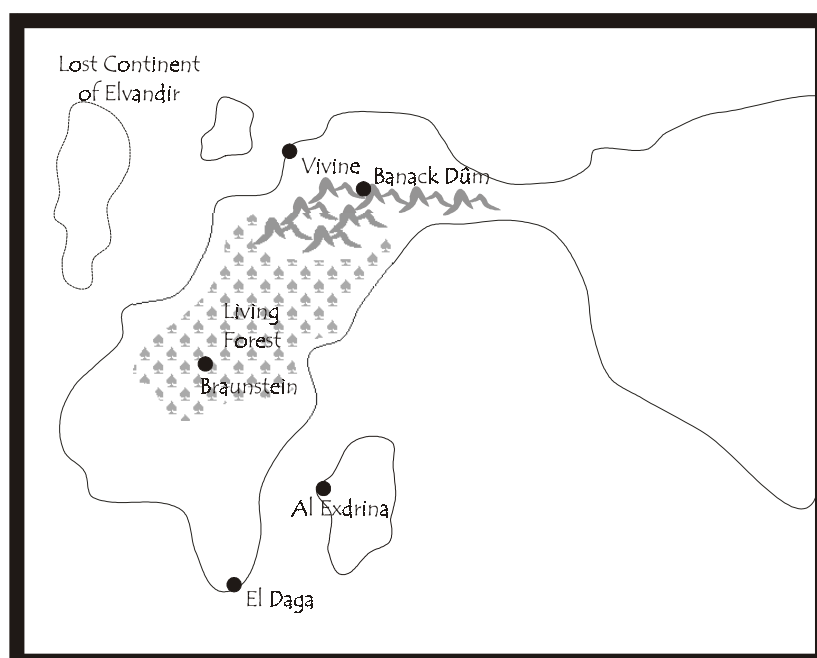 Lost Continent
of Elvandir
Vivine
Banack Dûm
Living
Forest
Braunstein
Al Exdrina
El Daga